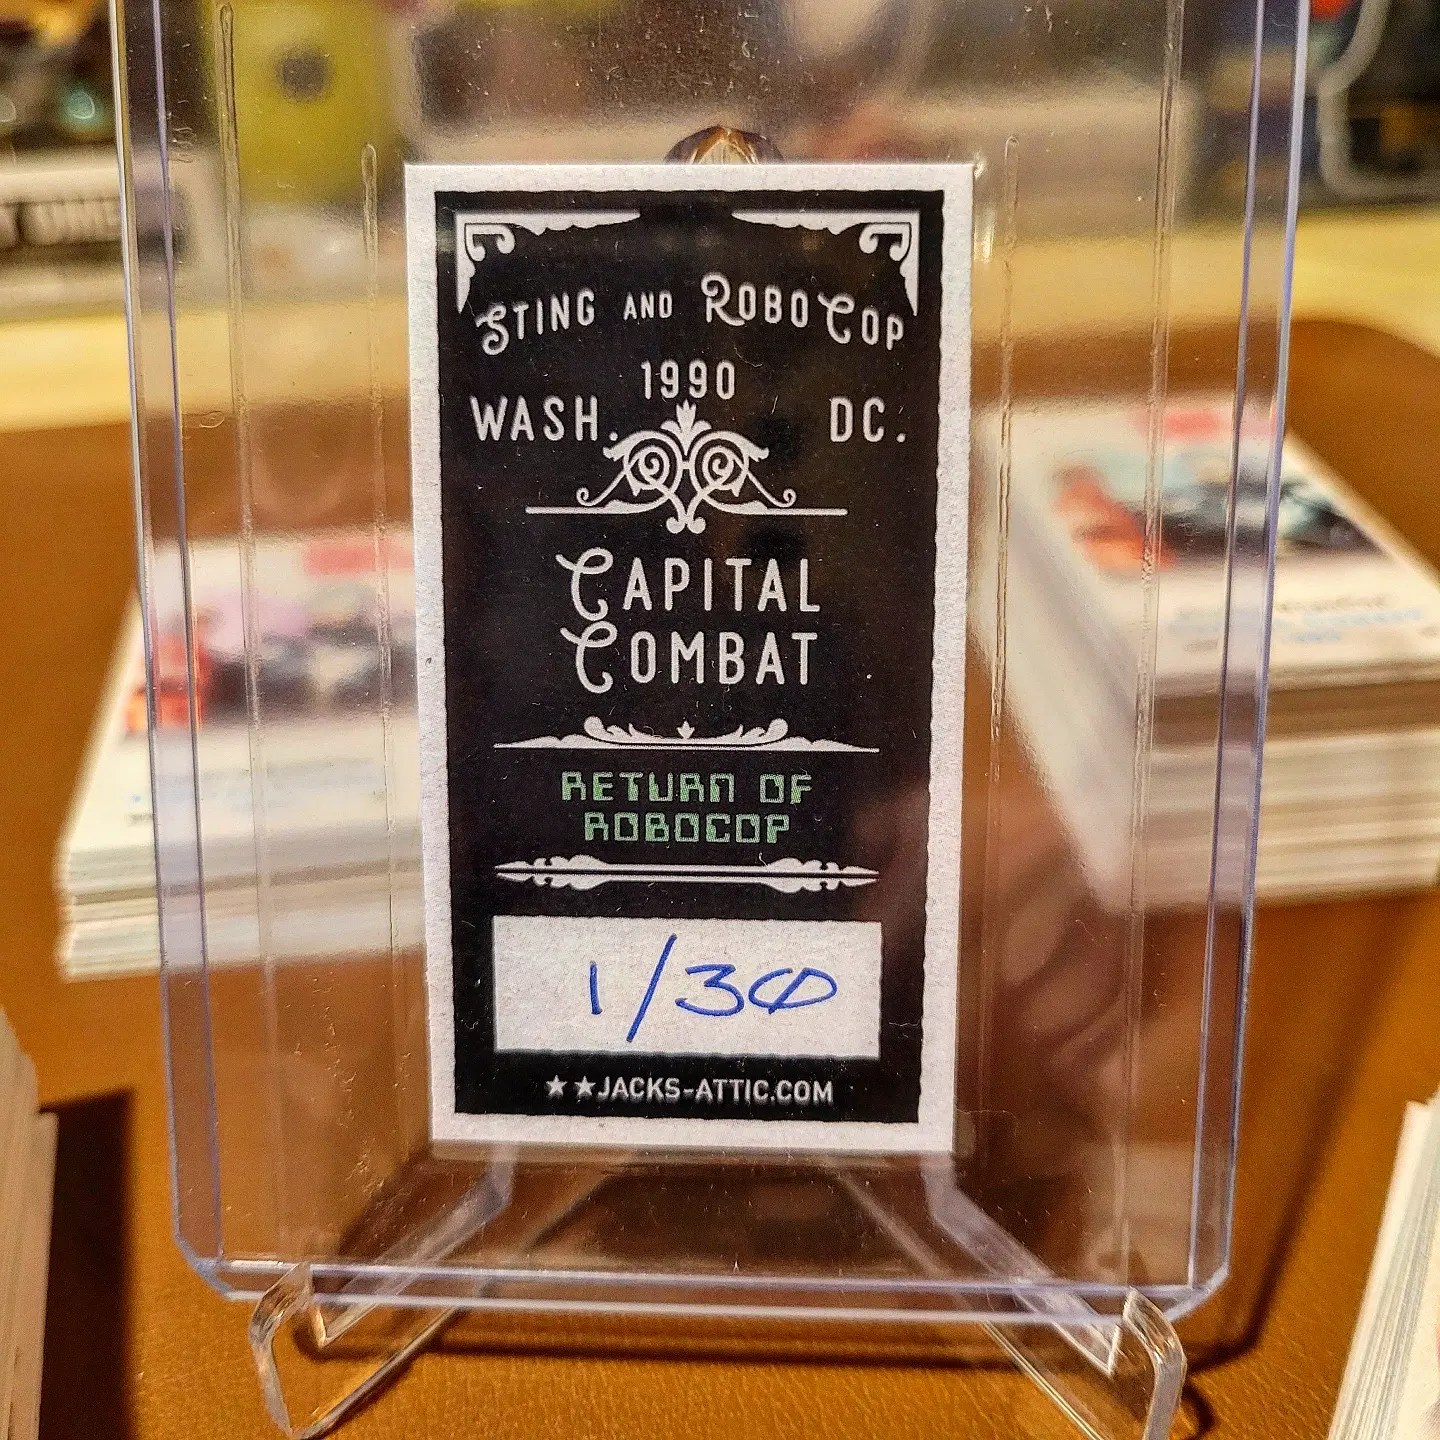 STING AND ROBOCOP
1990
WASH. DC.
CAPITAL
COMBAT
RETURN OF
ROBOCOP
1/30
★★JACKS-ATTIC.COM